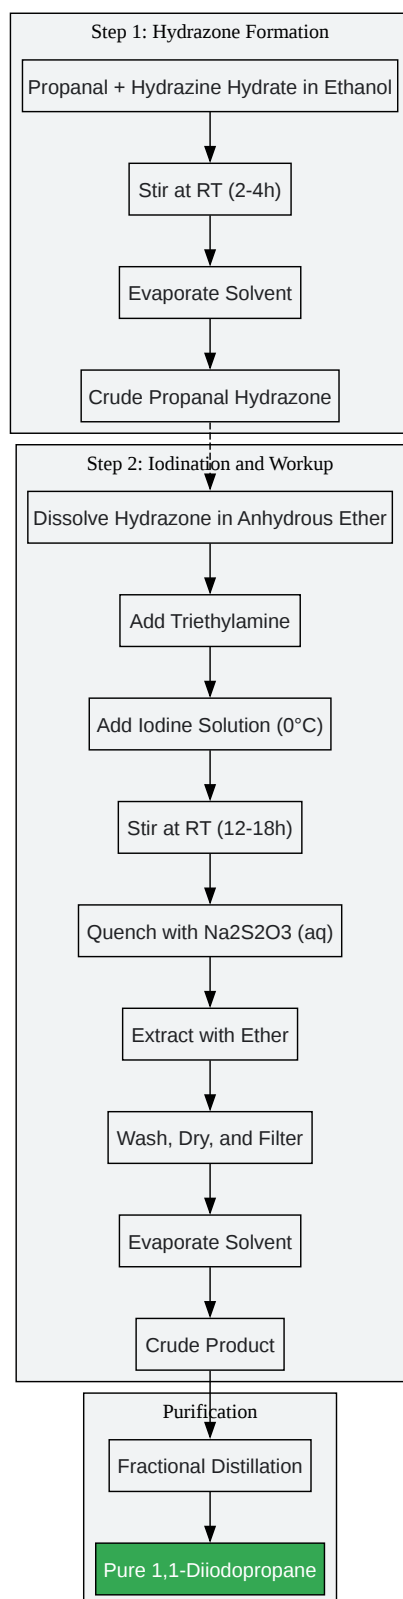 Step 1: Hydrazone Formation
Propanal + Hydrazine Hydrate in Ethanol
Stir at RT (2-4h)
Evaporate Solvent
Crude Propanal Hydrazone
Step 2: Iodination and Workup
Dissolve Hydrazone in Anhydrous Ether
Add Triethylamine
Add Iodine Solution (0°C)
Stir at RT (12-18h)
Quench with Na2S2O3 (aq)
Extract with Ether
Wash, Dry, and Filter
Evaporate Solvent
Crude Product
Purification
Fractional Distillation
Pure 1,1-Diiodopropane